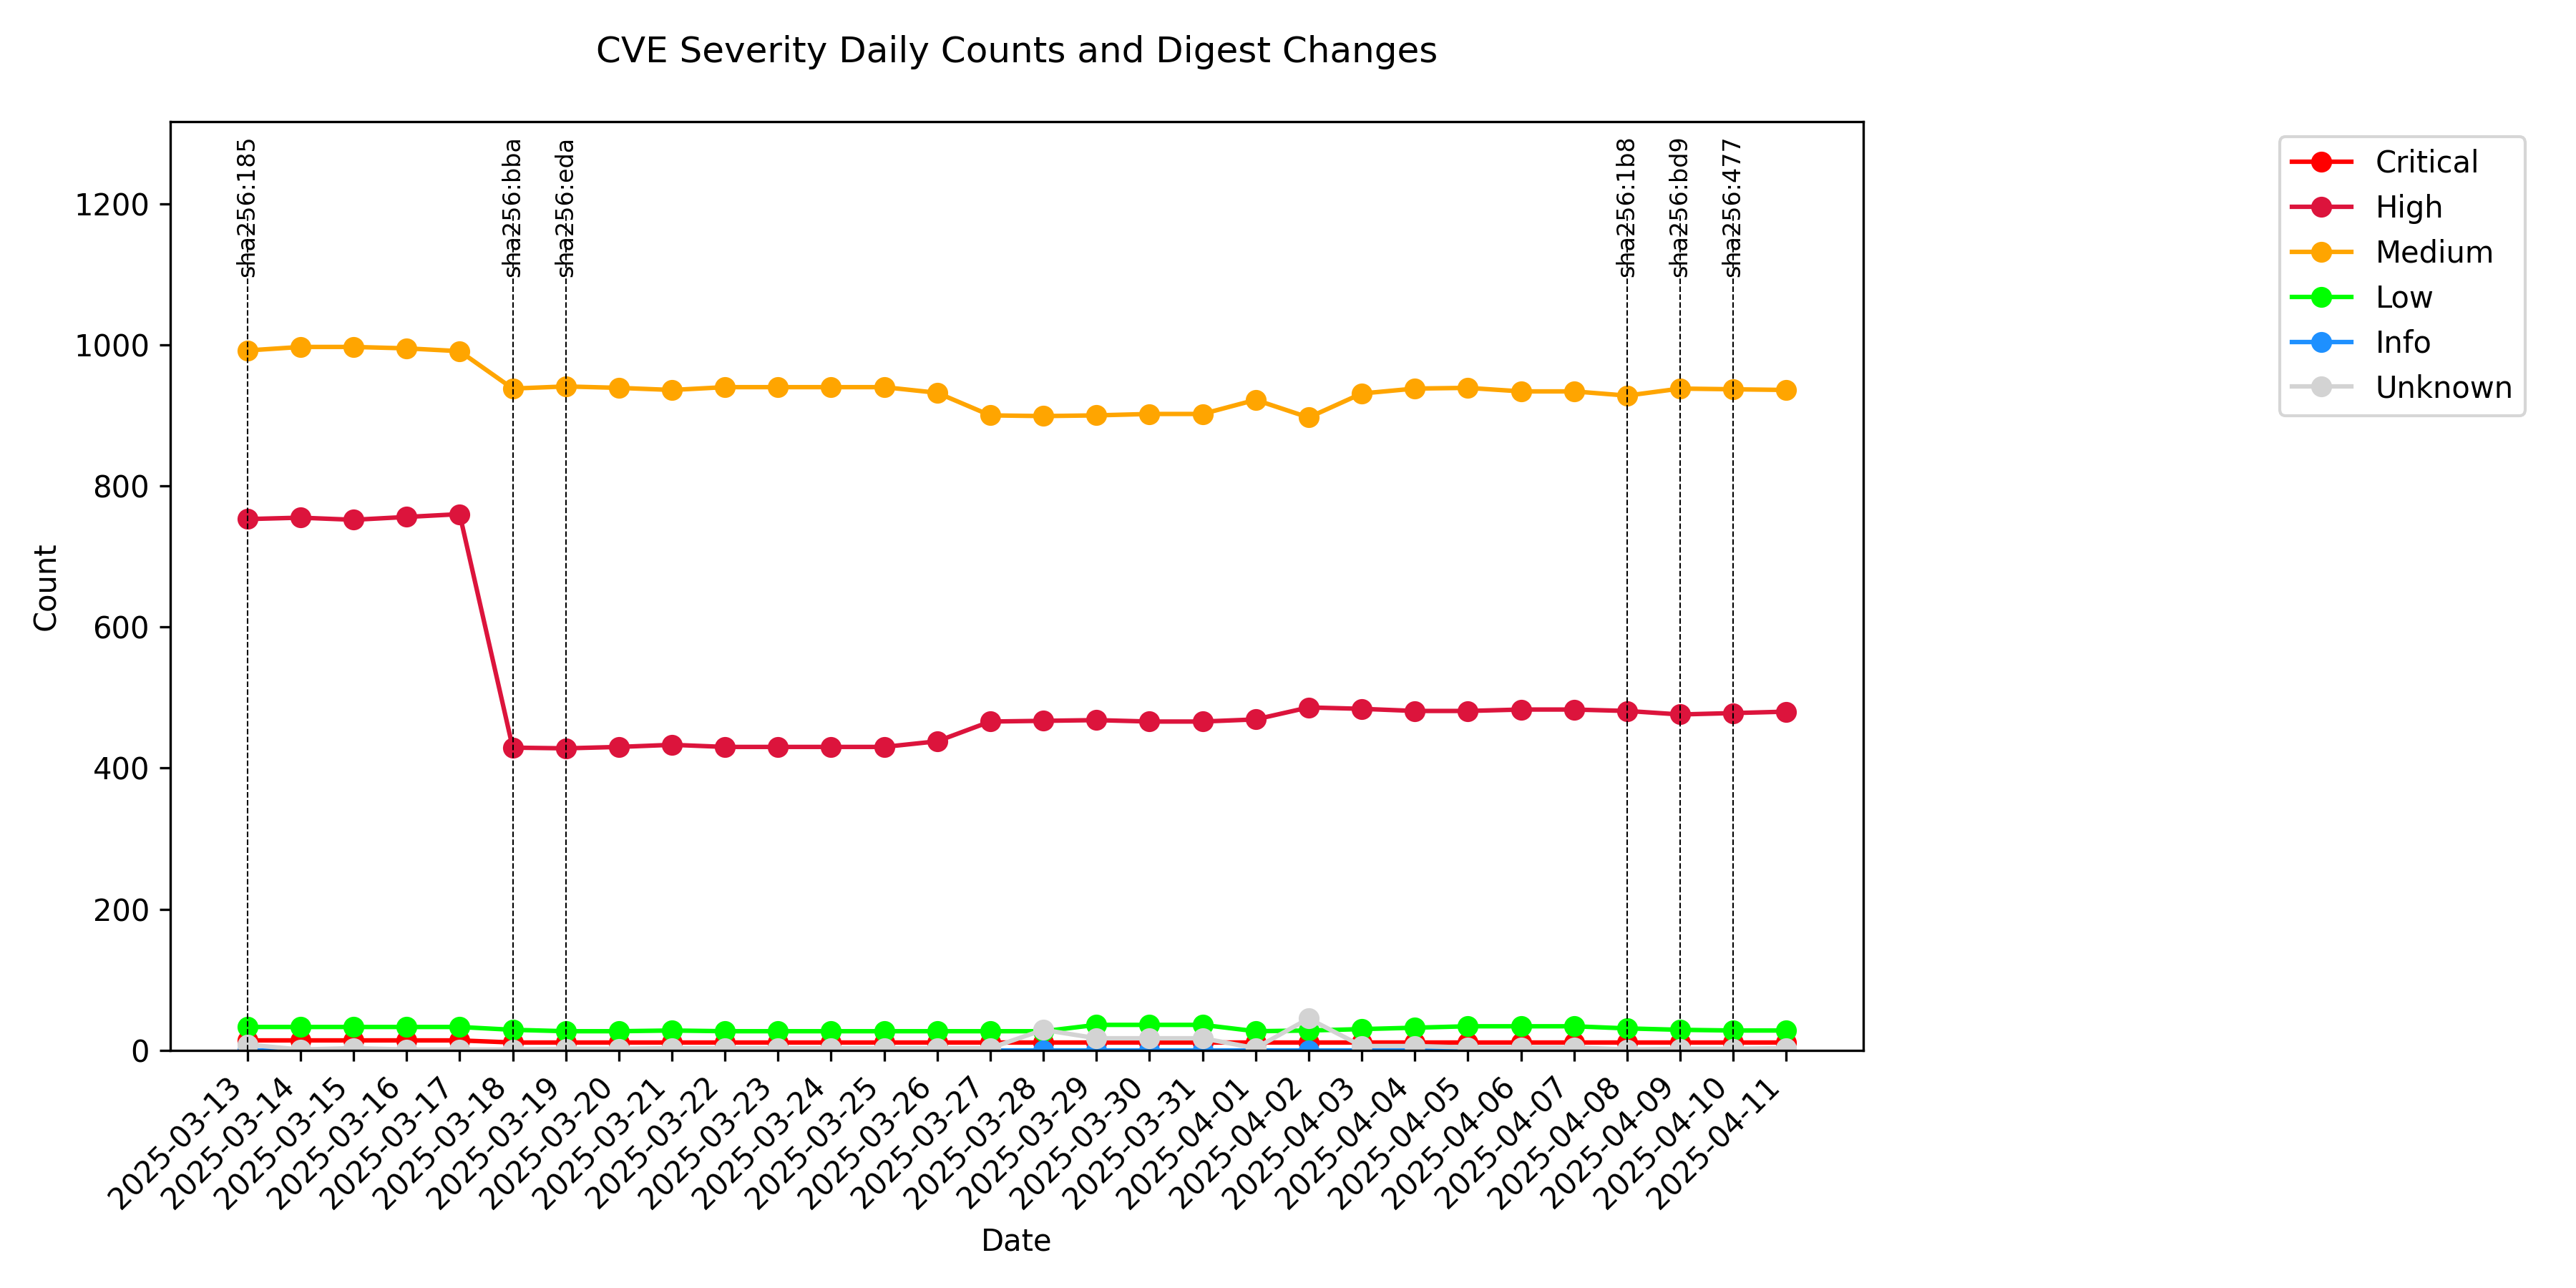 CVE Severity Daily Counts and Digest Changes
sha256:185
sha256:bba
sha256:eda
sha256:1b8
sha256:bd9
sha256:477
Critical
High
Medium
Low
Info
Unknown
1200
1000
800
600
400
200
0
Count
2025-03-13
2025-03-14
2025-03-15
2025-03-16
2025-03-17
2025-03-18
2025-03-19
2025-03-20
2025-03-21
2025-03-22
2025-03-23
2025-03-24
2025-03-25
2025-03-26
2025-03-27
2025-03-28
2025-03-29
2025-03-30
2025-03-31
2025-04-01
2025-04-02
2025-04-03
2025-04-04
2025-04-05
2025-04-06
2025-04-07
2025-04-08
2025-04-09
2025-04-10
2025-04-11
Date